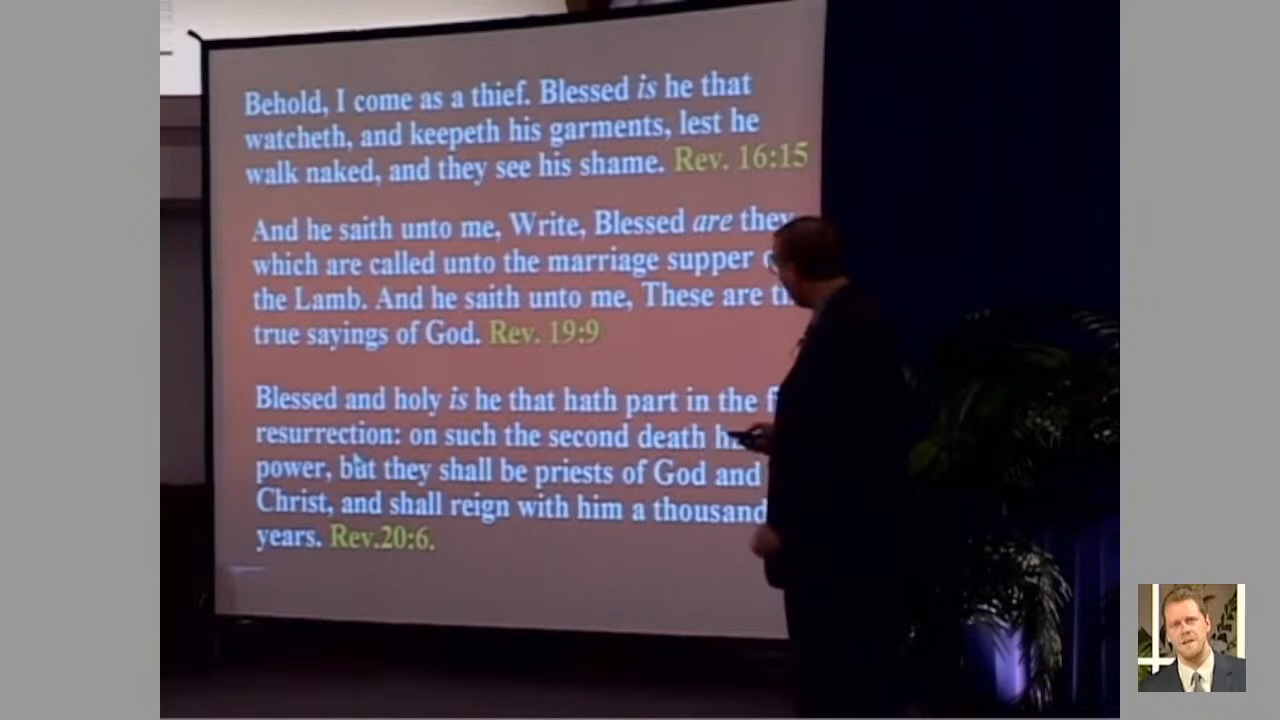 Behold, I come as a thief. Blessed is he that
watcheth, and keepeth his garments, lest he
walk naked, and they see his shame. Rev. 16:15
And he saith unto me, Write, Blessed are they
which are called unto the marriage supper
the Lamb. And he saith unto me, These are
true sayings of God. Rev. 19:9
Blessed and holy is he that hath part in the
resurrection: on such the second death
power, but they shall be priests of God and
Christ, and shall reign with him a thousand
years. Rev.20:6.